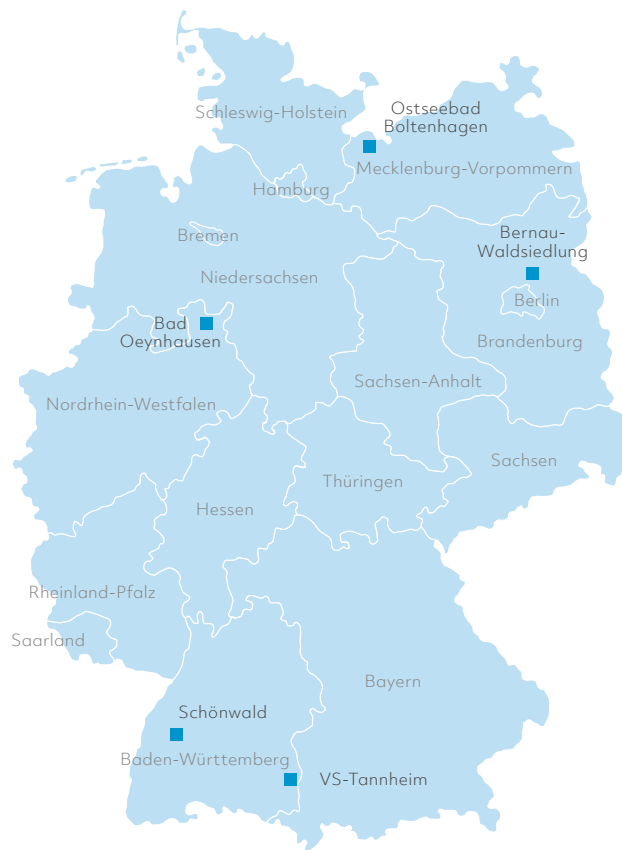 Ostseebad
Boltenhagen
Schleswig-Holstein
Mecklenburg-Vorpommern
Hamburg
Bremen
Bernau-
Waldsiedlung
Niedersachsen
Berlin
Bad
Oeynhausen
Brandenburg
Sachsen-Anhalt
Nordrhein-Westfalen
Sachsen
Thüringen
Hessen
Rheinland-Pfalz
Saarland
Bayern
Schönwald
Baden-Württemberg
VS-Tannheim